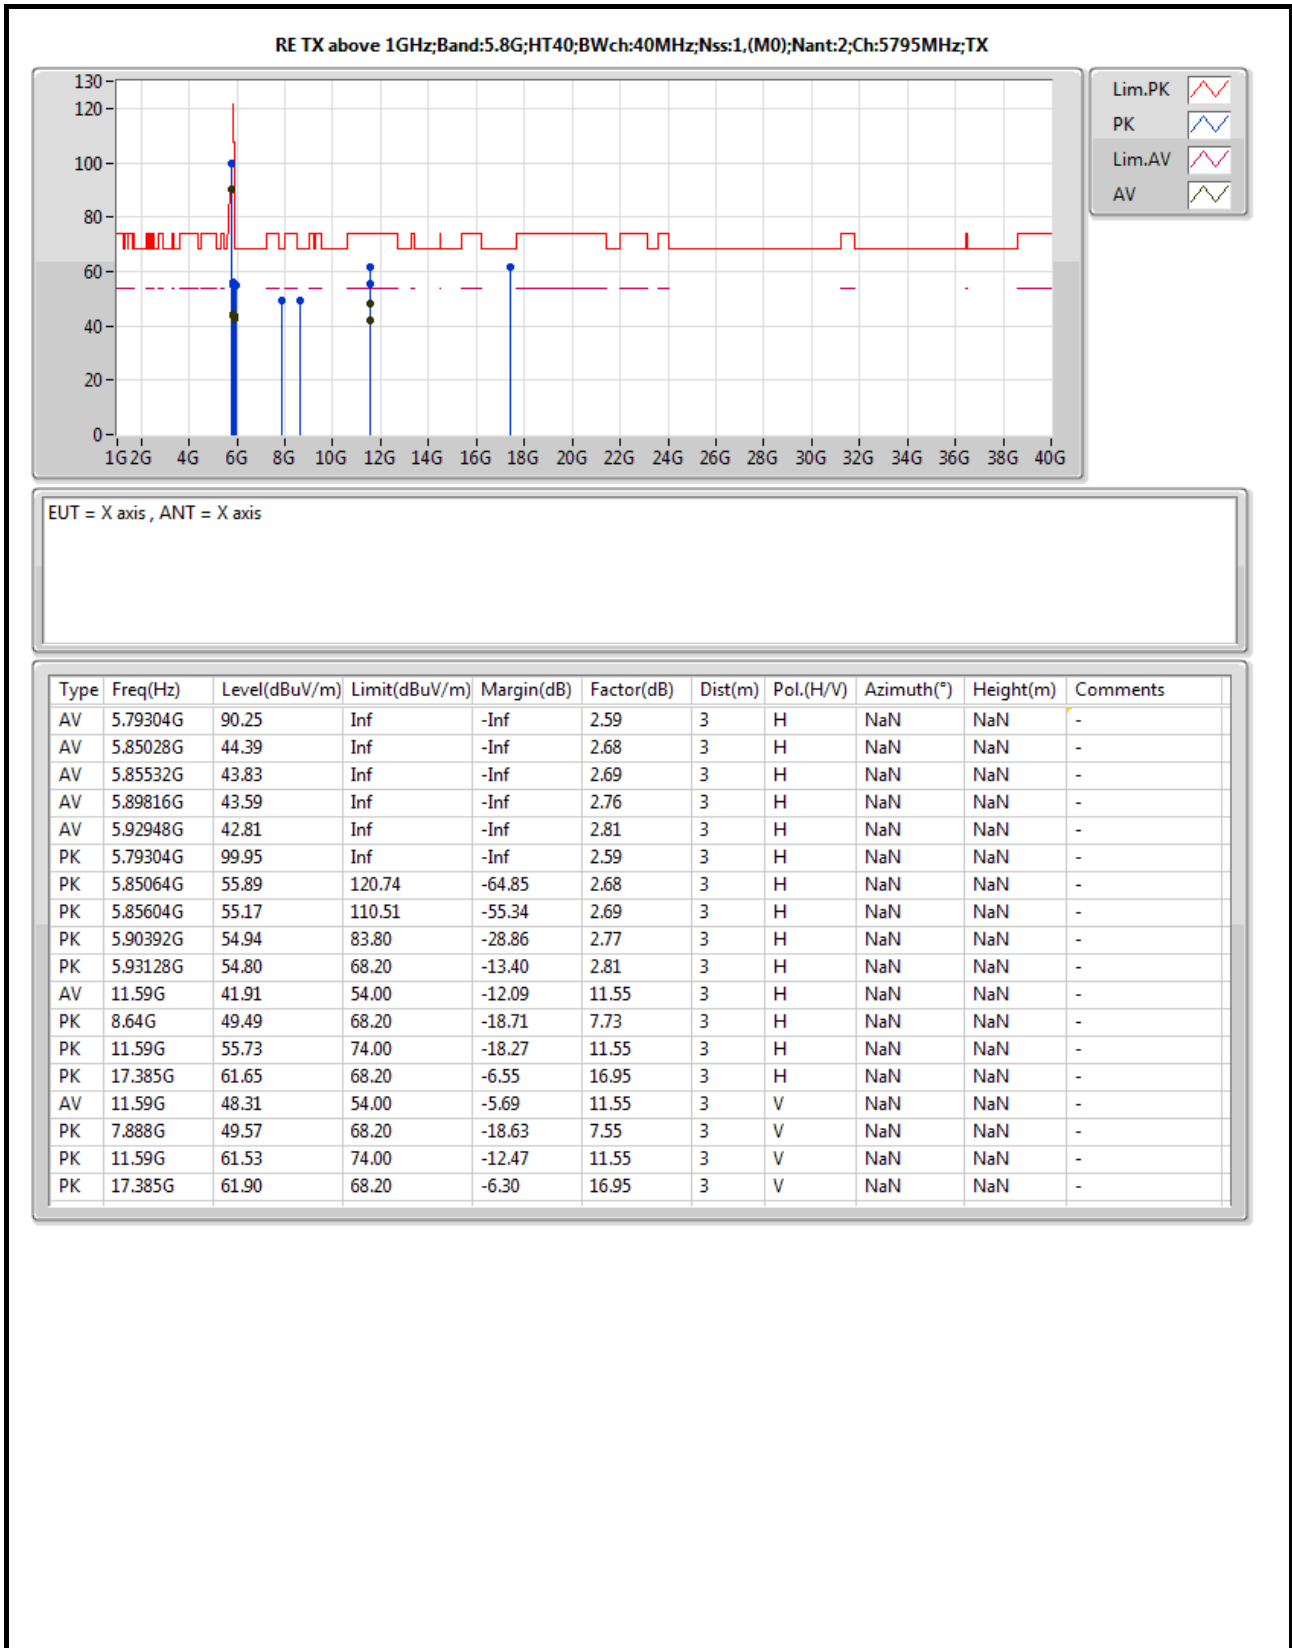 RE TX above 1GHz;Band:5.8G;HT40;BWch:40MHz;Nss:1,(M0);Nant:2;Ch:5795MHz;TX
130
120
100
80
60
40
20
0
1G 2G 4G 6G 8G 10G 12G 14G 16G 18G 20G 22G 24G 26G 28G 30G 32G 34G 36G 38G 40G
Lim.PK
PK
Lim.AV
AV
EUT = X axis , ANT = X axis
Type Freq(Hz) Level(dBuV/m) Limit(dBuV/m) Margin(dB) Factor(dB) Dist(m) Pol.(H/V) Azimuth(°) Height(m) Comments
AV 5.79304G 90.25 Inf -Inf 2.59 3 H NaN NaN -
AV 5.85028G 44.39 Inf -Inf 2.68 3 H NaN NaN -
AV 5.85532G 43.83 Inf -Inf 2.69 3 H NaN NaN -
AV 5.89816G 43.59 Inf -Inf 2.76 3 H NaN NaN -
AV 5.92948G 42.81 Inf -Inf 2.81 3 H NaN NaN -
PK 5.79304G 99.95 Inf -Inf 2.59 3 H NaN NaN -
PK 5.85064G 55.89 120.74 -64.85 2.68 3 H NaN NaN -
PK 5.85604G 55.17 110.51 -55.34 2.69 3 H NaN NaN -
PK 5.90392G 54.94 83.80 -28.86 2.77 3 H NaN NaN -
PK 5.93128G 54.80 68.20 -13.40 2.81 3 H NaN NaN -
AV 11.59G 41.91 54.00 -12.09 11.55 3 H NaN NaN -
PK 8.64G 49.49 68.20 -18.71 7.73 3 H NaN NaN -
PK 11.59G 55.73 74.00 -18.27 11.55 3 H NaN NaN -
PK 17.385G 61.65 68.20 -6.55 16.95 3 H NaN NaN -
AV 11.59G 48.31 54.00 -5.69 11.55 3 V NaN NaN -
PK 7.888G 49.57 68.20 -18.63 7.55 3 V NaN NaN -
PK 11.59G 61.53 74.00 -12.47 11.55 3 V NaN NaN -
PK 17.385G 61.90 68.20 -6.30 16.95 3 V NaN NaN -